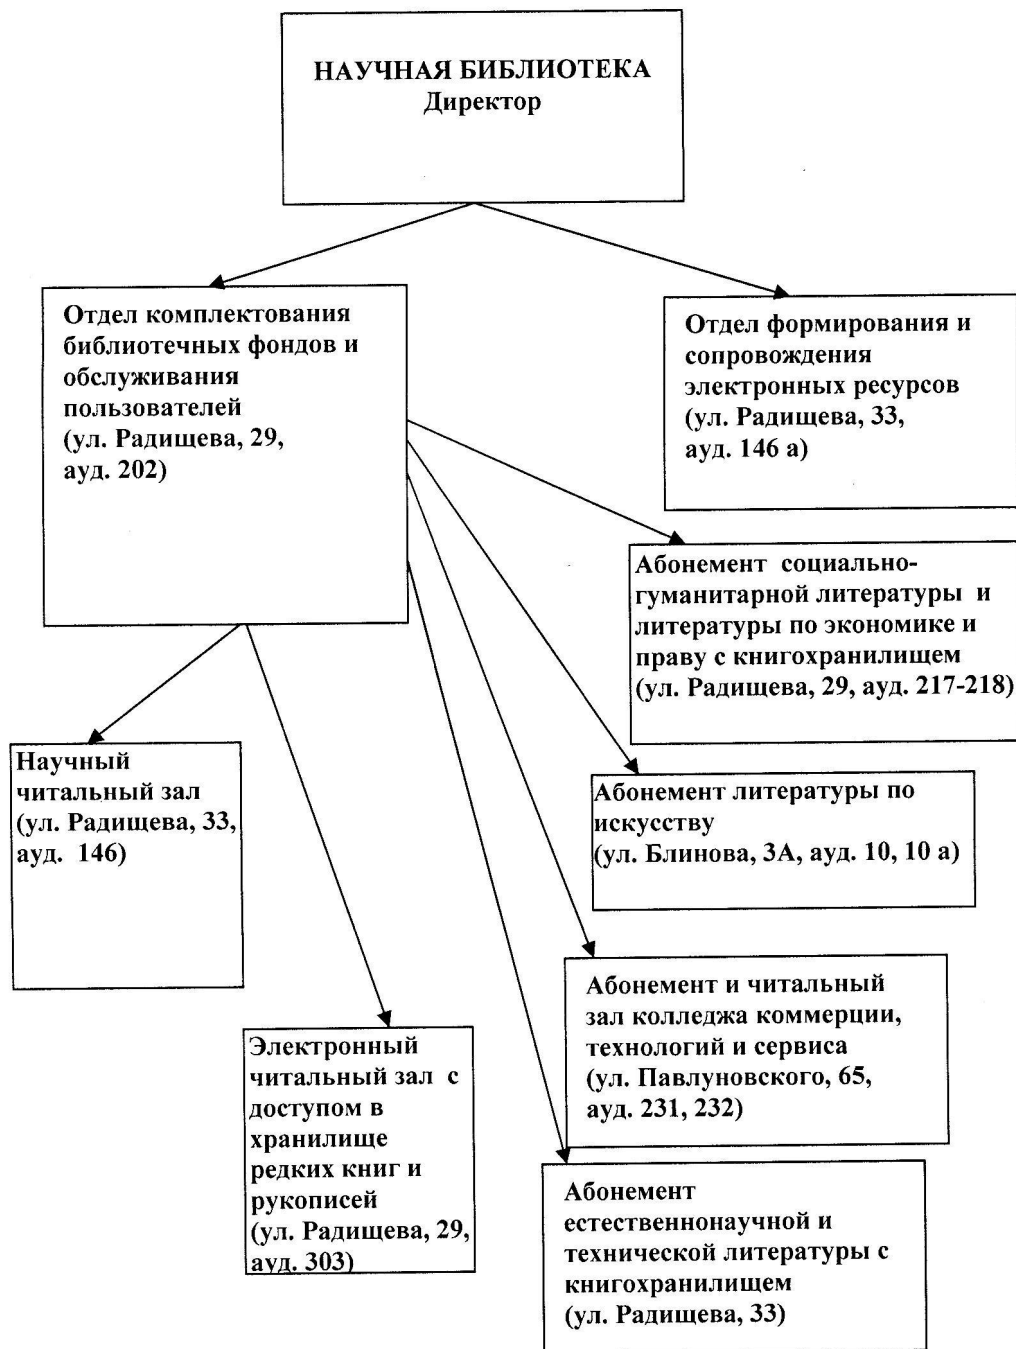 НАУЧНАЯ БИБЛИОТЕКА
Директор
Отдел комплектования
библиотечных фондов и
обслуживания
пользователей
(ул. Радищева, 29,
ауд. 202)
Отдел формирования и
сопровождения
электронных ресурсов
(ул. Радищева, 33,
ауд. 146 а)
Абонемент социально-
гуманитарной литературы и
литературы по экономике и
праву с книгохранилищем
(ул. Радищева, 29, ауд. 217-218)
Научный
читальный зал
(ул. Радищева, 33,
ауд. 146)
Абонемент литературы по
искусству
(ул. Блинова, 3А, ауд. 10, 10 а)
Абонемент и читальный
зал колледжа коммерции,
технологий и сервиса
(ул. Павлуновского, 65,
ауд. 231, 232)
Электронный
читальный зал с
доступом в
хранилище
редких книг и
рукописей
(ул. Радищева, 29,
ауд. 303)
Абонемент
естественнонаучной и
технической литературы с
книгохранилищем
(ул. Радищева, 33)